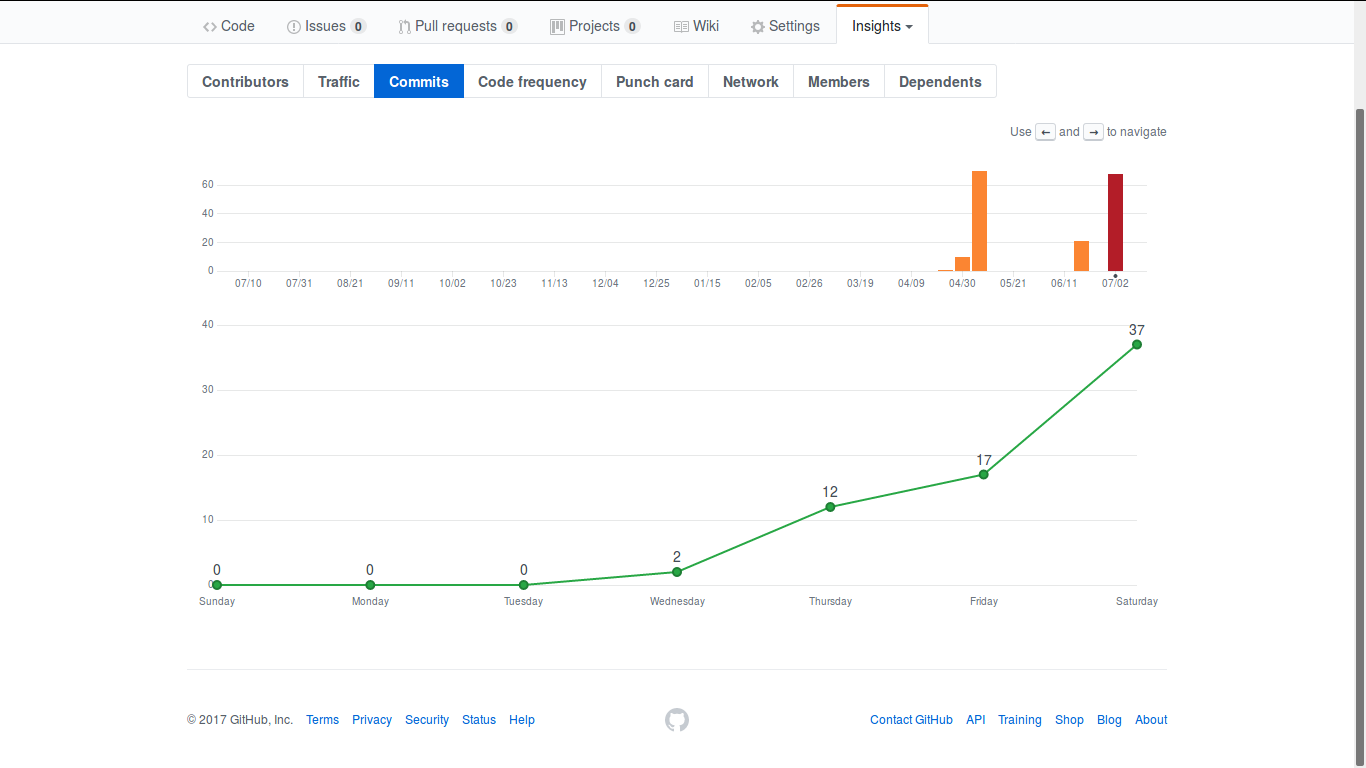 Code Issues 0 Pull requests 0 Projects 0 Wiki Settings Insights
Contributors Traffic Commits Code frequency Punch card Network Members Dependents
Use ← and → to navigate
60
40
20
0
07/10 07/31 08/21 09/11 10/02 10/23 11/13 12/04 12/25 01/15 02/05 02/26 03/19 04/09 04/30 05/21 06/11 07/02
40
37
30
20
17
12
10
2
0 0 0
0
Sunday Monday Tuesday Wednesday Thursday Friday Saturday
© 2017 GitHub, Inc. Terms Privacy Security Status Help Contact GitHub API Training Shop Blog About